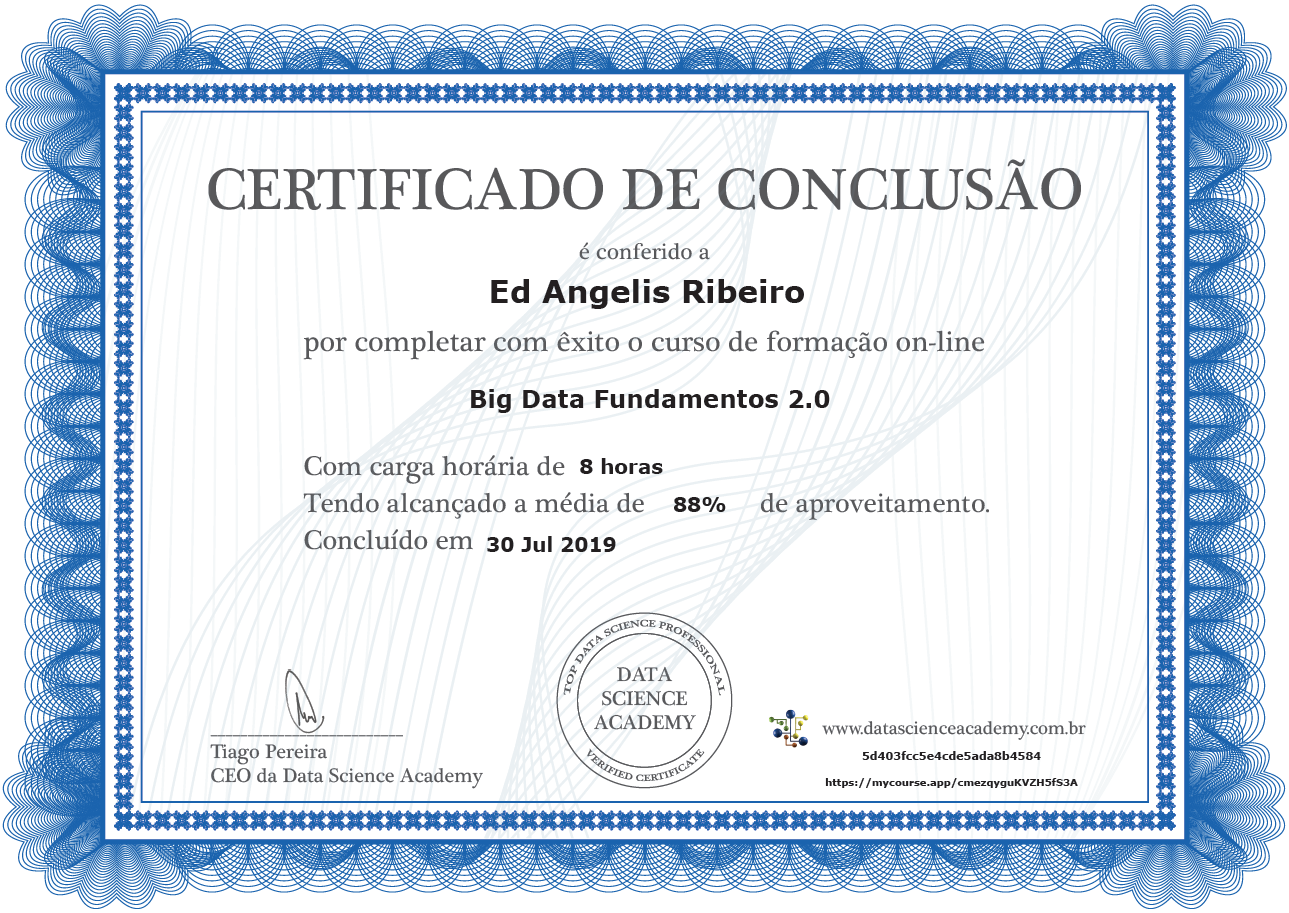 CERTIFICADO DE CONCLUSÃO
é conferido a
Ed Angelis Ribeiro
por completar com êxito o curso de formação on-line
Big Data Fundamentos 2.0
Com carga horária de 8 horas
Tendo alcançado a média de 88% de aproveitamento.
Concluído em 30 Jul 2019
TOP DATA SCIENCE PROFESSIONAL
DATA
SCIENCE
ACADEMY
VERIFIED CERTIFICATE
Tiago Pereira
CEO da Data Science Academy
www.datascienceacademy.com.br
5d403fcc5e4cde5ada8b4584
https://mycourse.app/cmezqyguKVZH5fS3A